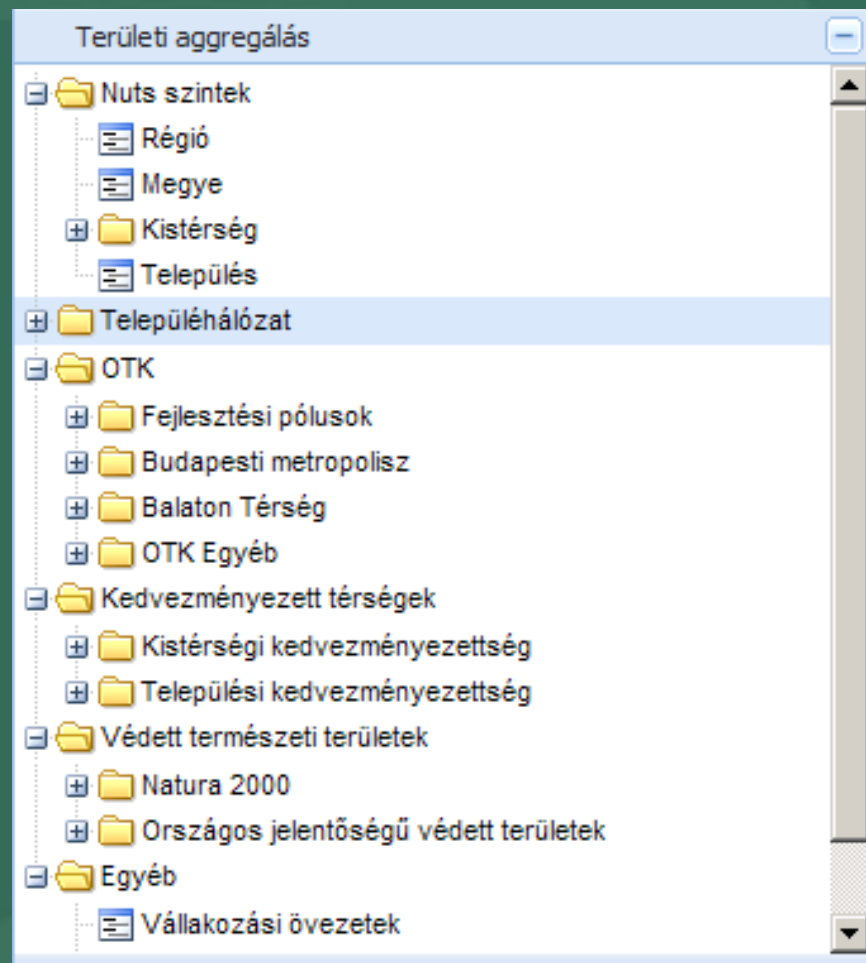 Területi aggregálás
Nuts szintek
Régió
Megye
Kistérség
Település
Településhálózat
OTK
Fejlesztési pólusok
Budapesti metropolisz
Balaton Térség
OTK Egyéb
Kedvezményezett térségek
Kistérségi kedvezményezettség
Települési kedvezményezettség
Védett természeti területek
Natura 2000
Országos jelentőségű védett területek
Egyéb
Vállakozási övezetek